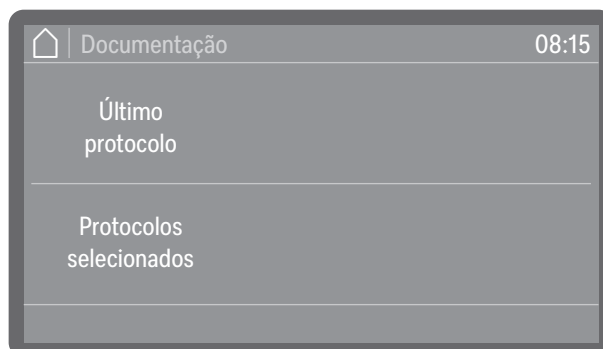 Documentação 08:15
Último
protocolo
Protocolos
selecionados